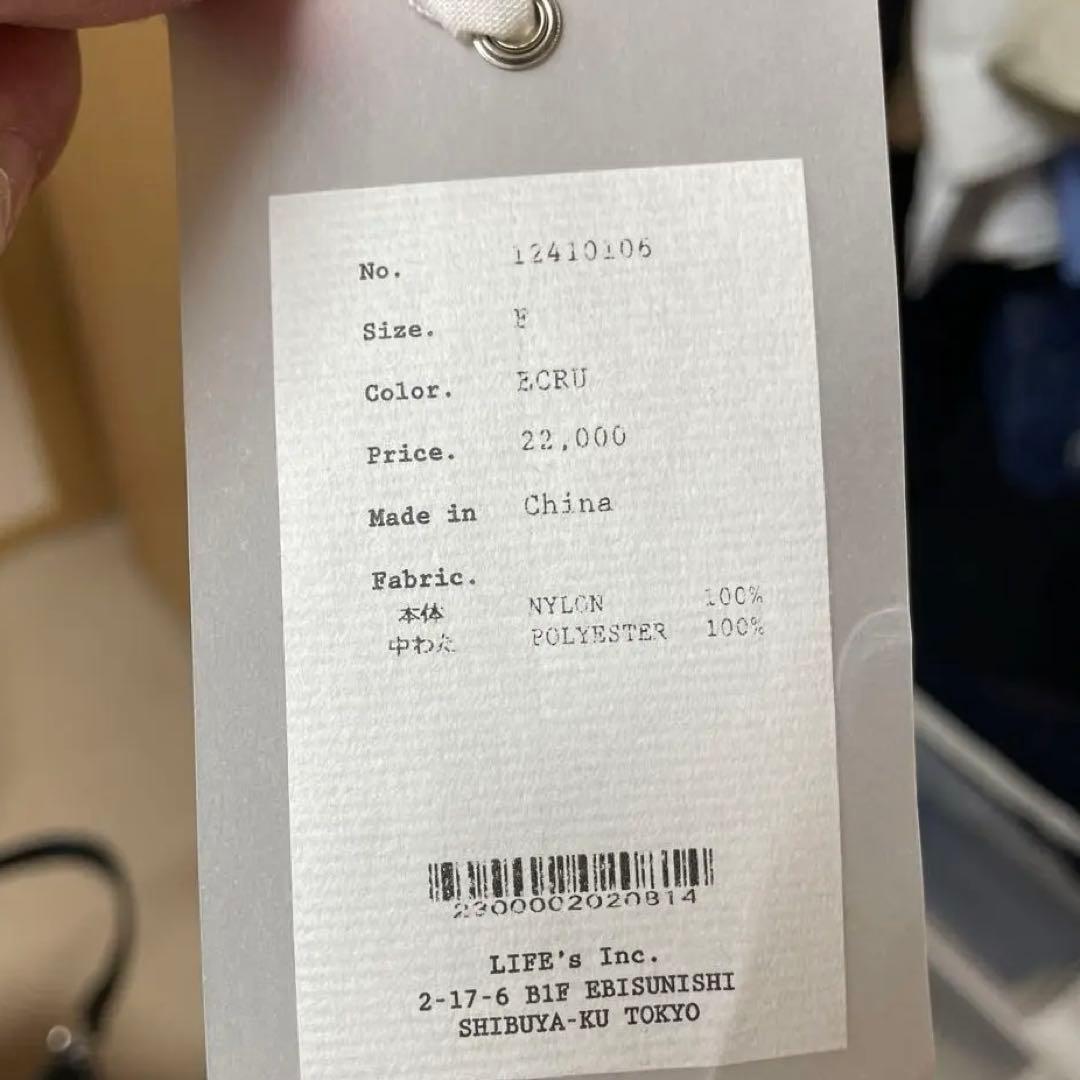 No. 12410106
Size. F
Color. ECRU
Price. 22,000
Made in China
Fabric.
本体 NYLON 100%
中わた POLYESTER 100%
2300002020814
LIFE's Inc.
2-17-6 B1F EBISUNISHI
SHIBUYA-KU TOKYO